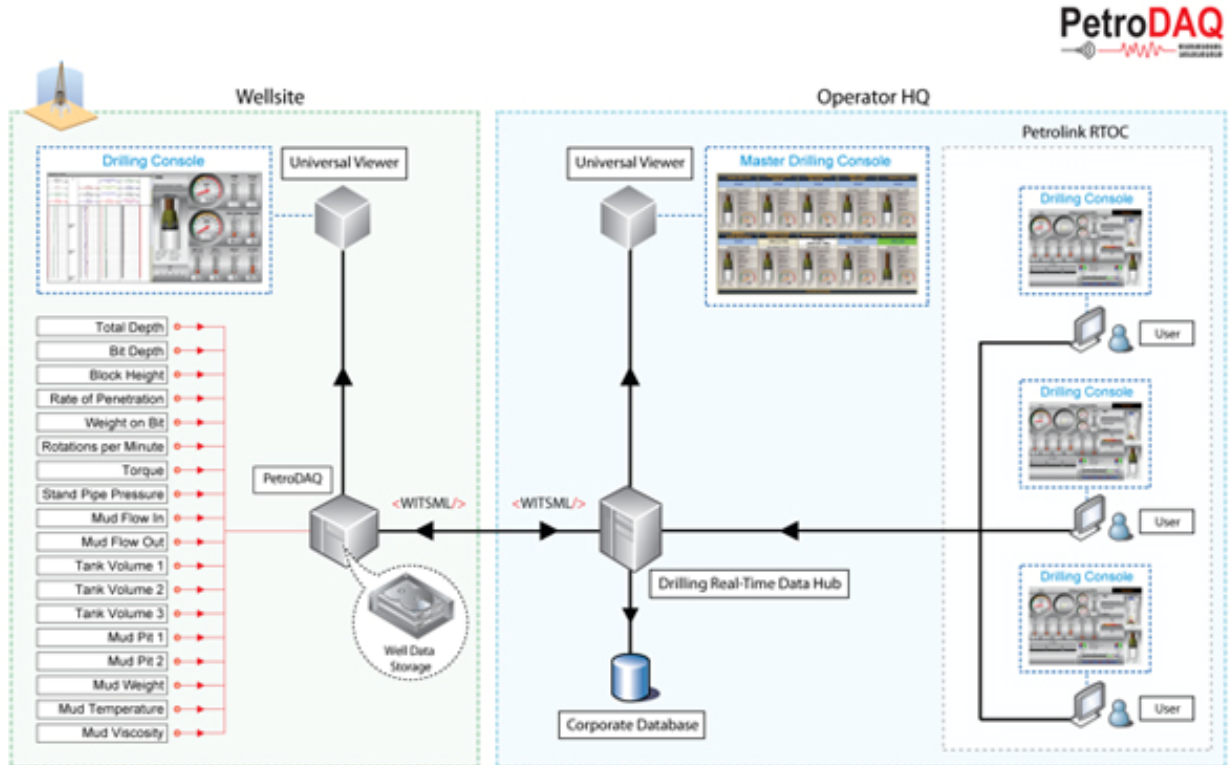 PetroDAQ
Wellsite
Operator HQ
Petrolink RTOC
Drilling Console
Universal Viewer
Universal Viewer
Master Drilling Console
Drilling Console
User
Total Depth
Bit Depth
Block Height
Rate of Penetration
Weight on Bit
Rotations per Minute
Torque
Stand Pipe Pressure
Mud Flow In
Mud Flow Out
Tank Volume 1
Tank Volume 2
Tank Volume 3
Mud Pit 1
Mud Pit 2
Mud Weight
Mud Temperature
Mud Viscosity
PetroDAQ
<WITSML/>
<WITSML/>
Well Data
Storage
Drilling Real-Time Data Hub
Corporate Database
Drilling Console
User
Drilling Console
User